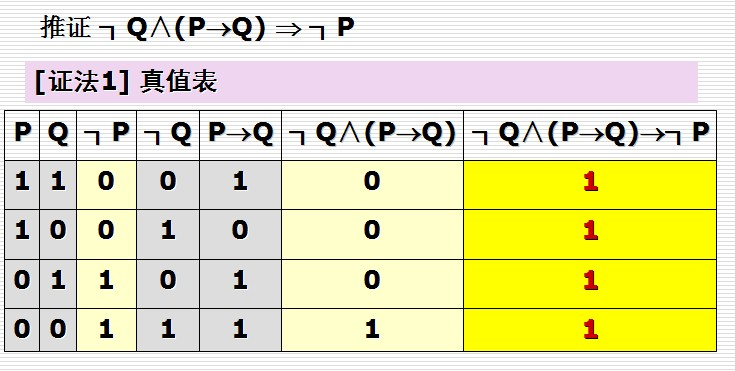 推证 ┐Q∧(P→Q) ⇒ ┐P
[证法1] 真值表
P Q ┐P ┐Q P→Q ┐Q∧(P→Q) ┐Q∧(P→Q)→┐P
1 1 0 0 1 0 1
1 0 0 1 0 0 1
0 1 1 0 1 0 1
0 0 1 1 1 1 1